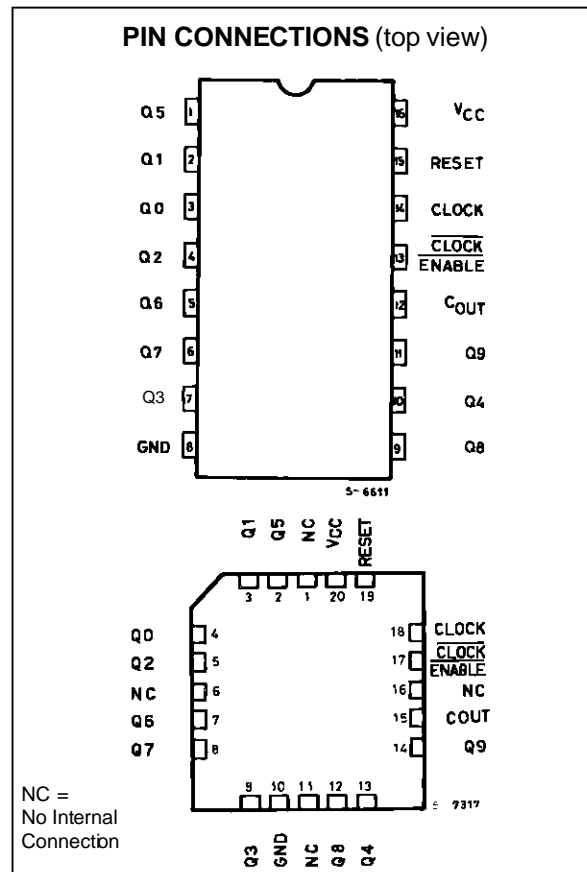 PIN CONNECTIONS (top view)
Q5 1 16 VCC
Q1 2 15 RESET
Q0 3 14 CLOCK
Q2 4 13 CLOCK ENABLE
Q6 5 12 COUT
Q7 6 11 Q9
Q3 7 10 Q4
GND 8 9 Q8
S-6611
Q1 Q5 NC VCC RESET
3 2 1 20 19
Q0 4 18 CLOCK
Q2 5 17 CLOCK ENABLE
NC 6 16 NC
Q6 7 15 COUT
Q7 8 14 Q9
9 10 11 12 13
7317
Q3 GND NC Q8 Q4
NC =
No Internal
Connection